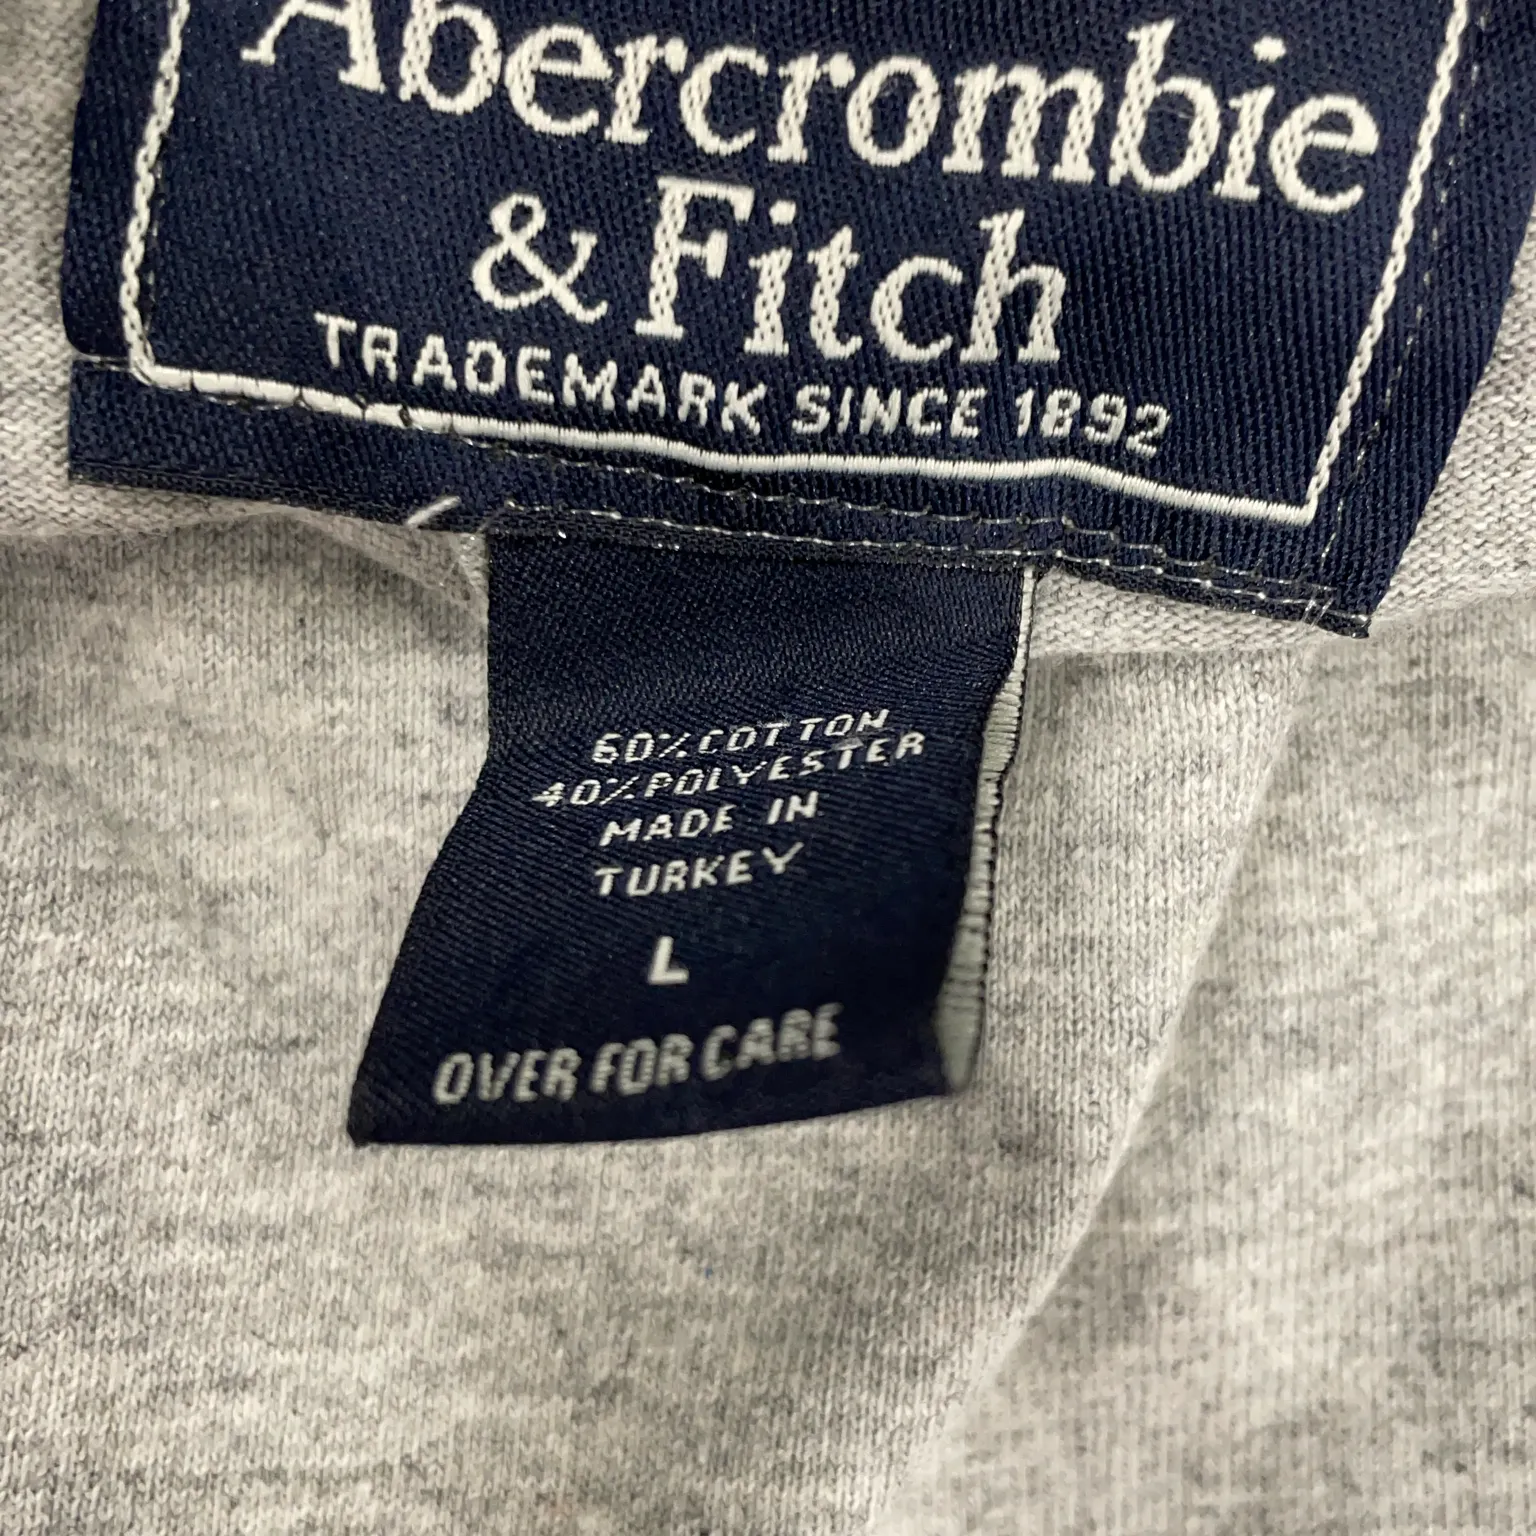 Abercrombie
& Fitch
TRADEMARK SINCE 1892
60% COTTON
40% POLYESTER
MADE IN
TURKEY
L
OVER FOR CARE